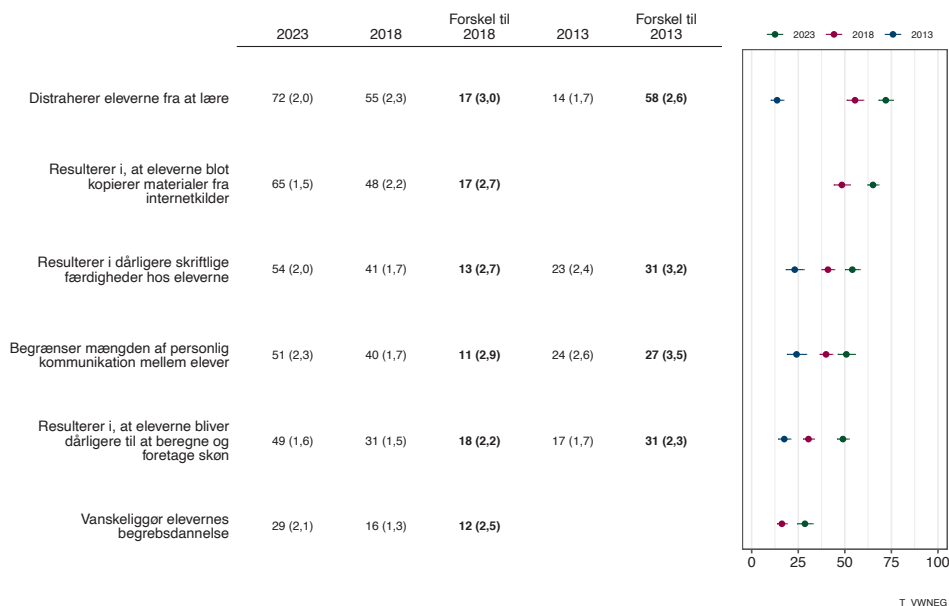 Forskel til Forskel til
2023 2018 2018 2013 2013
2023 2018 2013
Distraherer eleverne fra at lære 72 (2,0) 55 (2,3) 17 (3,0) 14 (1,7) 58 (2,6)
Resulterer i, at eleverne blot
kopierer materialer fra 65 (1,5) 48 (2,2) 17 (2,7)
internetkilder
Resulterer i dårligere skriftlige
færdigheder hos eleverne 54 (2,0) 41 (1,7) 13 (2,7) 23 (2,4) 31 (3,2)
Begrænser mængden af personlig
kommunikation mellem elever 51 (2,3) 40 (1,7) 11 (2,9) 24 (2,6) 27 (3,5)
Resulterer i, at eleverne bliver
dårligere til at beregne og 49 (1,6) 31 (1,5) 18 (2,2) 17 (1,7) 31 (2,3)
foretage skøn
Vanskeliggør elevernes
begrebsdannelse 29 (2,1) 16 (1,3) 12 (2,5)
0 25 50 75 100
T_VWNEG